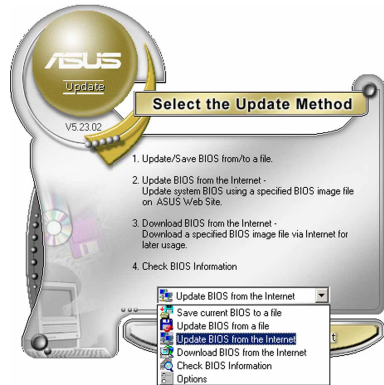 ASUS
Update
V5.23.02
Select the Update Method
1. Update/Save BIOS from/to a file.
2. Update BIOS from the Internet -
Update system BIOS using a specified BIOS image file
on ASUS Web Site.
3. Download BIOS from the Internet -
Download a specified BIOS image file via Internet for
later usage.
4. Check BIOS Information
Update BIOS from the Internet
Save current BIOS to a file
Update BIOS from a file
Update BIOS from the Internet
Download BIOS from the Internet
Check BIOS Information
Options